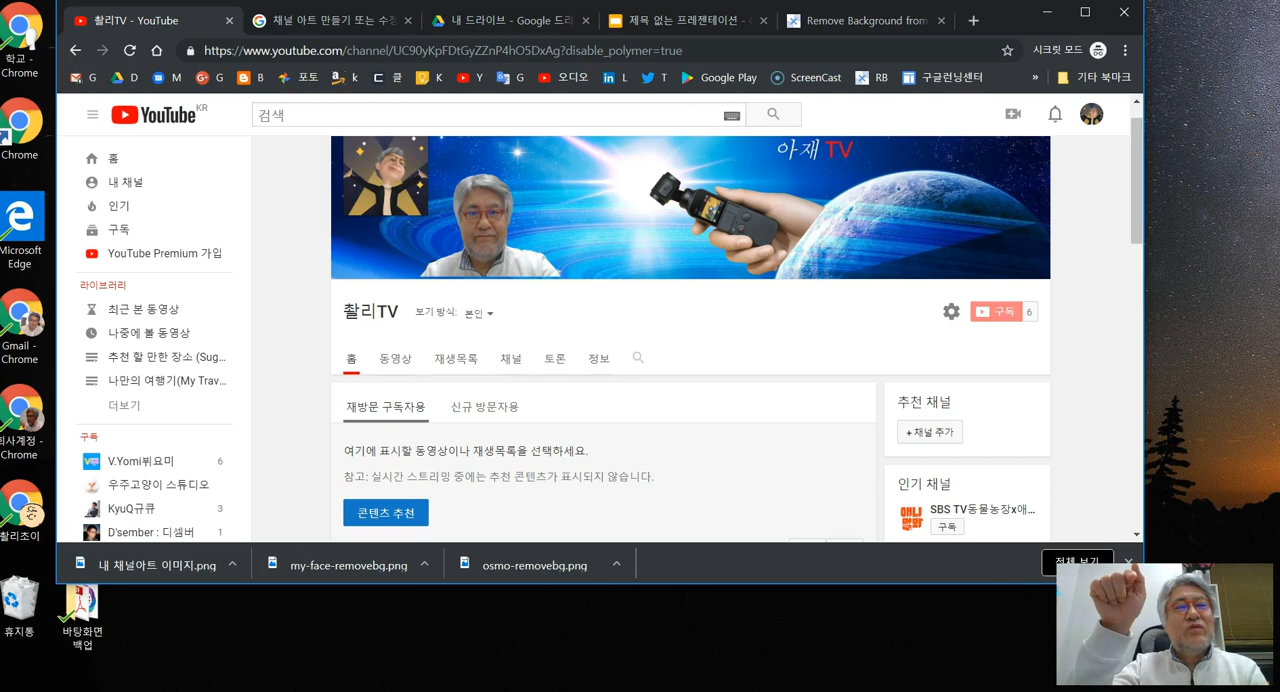 촬리TV - YouTube
채널 아트 만들기 또는 수정
내 드라이브 - Google 드라
제목 없는 프레젠테이션 -
Remove Background from
https://www.youtube.com/channel/UC90yKpFDtGyZZnP4hO5DxAg?disable_polymer=true
시크릿 모드
G
D
M
G
B
포토
k
글
K
Y
G
오디오
L
T
Google Play
ScreenCast
RB
구글런닝센터
»
기타 북마크
YouTube KR
검색
홈
내 채널
인기
구독
YouTube Premium 가입
라이브러리
최근 본 동영상
나중에 볼 동영상
추천 할 만한 장소 (Sug...
나만의 여행기(My Trav...
더보기
구독
V.Yomi뷔요미 6
우주고양이 스튜디오
KyuQ규큐 3
D'sember : 디셈버 1
아재 TV
촬리TV
보기 방식: 본인
구독 6
홈
동영상
재생목록
채널
토론
정보
재방문 구독자용
신규 방문자용
여기에 표시할 동영상이나 재생목록을 선택하세요.
참고: 실시간 스트리밍 중에는 추천 콘텐츠가 표시되지 않습니다.
콘텐츠 추천
추천 채널
+ 채널 추가
인기 채널
애니멀봐
SBS TV동물농장x애...
구독
내 채널아트 이미지.png
my-face-removebg.png
osmo-removebg.png
전체 보기
학교 -
Chrome
Chrome
Microsoft
Edge
Gmail -
Chrome
회사계정 -
Chrome
촬리초이
휴지통
바탕화면
백업